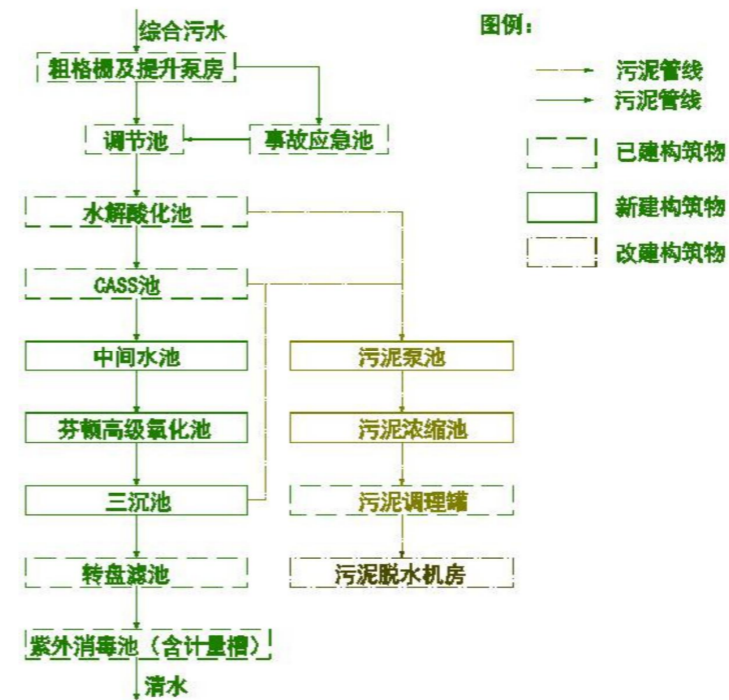 综合污水
粗格栅及提升泵房
调节池
事故应急池
水解酸化池
CASS池
中间水池
污泥泵池
芬顿高级氧化池
污泥浓缩池
三沉池
污泥调理罐
转盘滤池
污泥脱水机房
紫外消毒池（含计量槽）
清水
图例：
污泥管线
污泥管线
已建构筑物
新建构筑物
改建构筑物